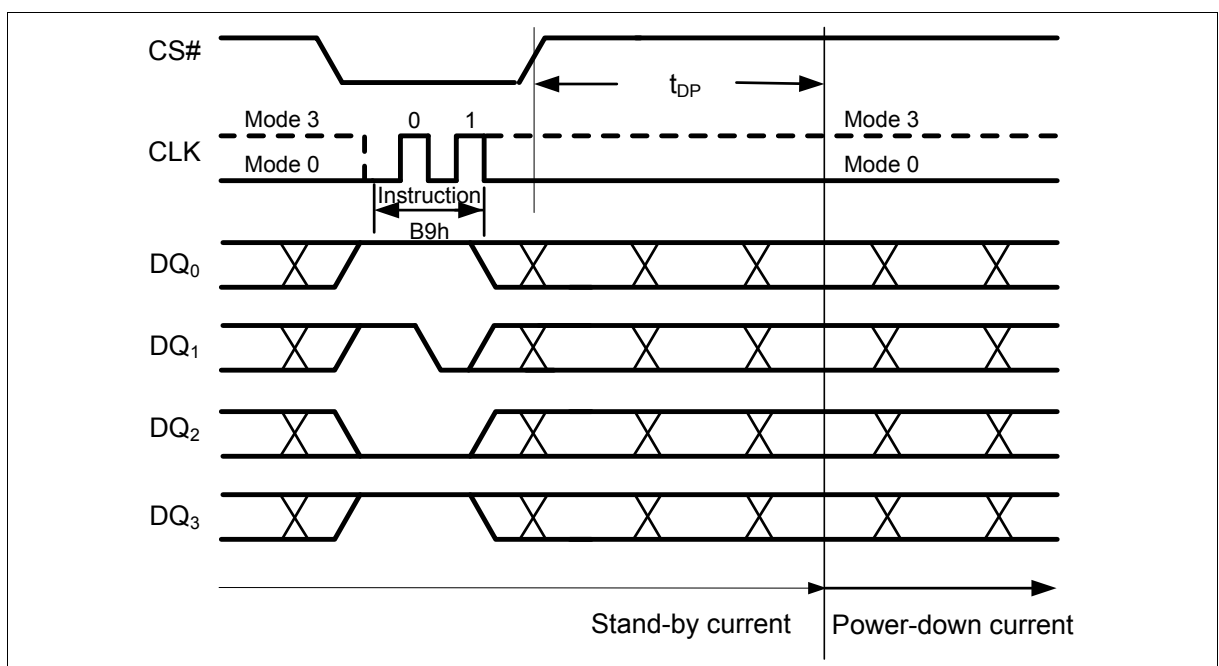 CS#
t_DP
Mode 3 0 1 Mode 3
CLK
Mode 0 Mode 0
Instruction
B9h
DQ₀
DQ₁
DQ₂
DQ₃
Stand-by current Power-down current